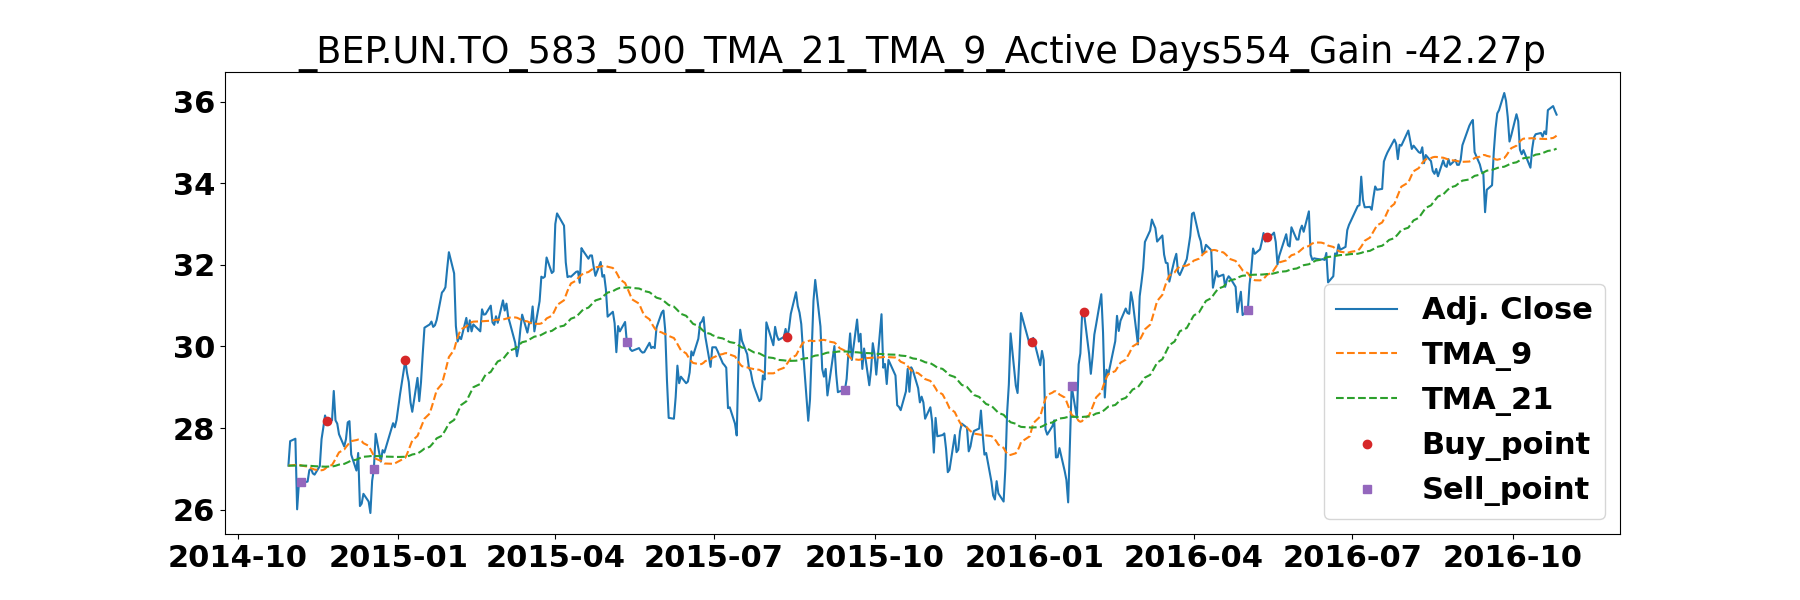 _BEP.UN.TO_583_500_TMA_21_TMA_9_Active Days554_Gain -42.27p
36
34
32
30
28
26
2014-10 2015-01 2015-04 2015-07 2015-10 2016-01 2016-04 2016-07 2016-10
Adj. Close
TMA_9
TMA_21
Buy_point
Sell_point